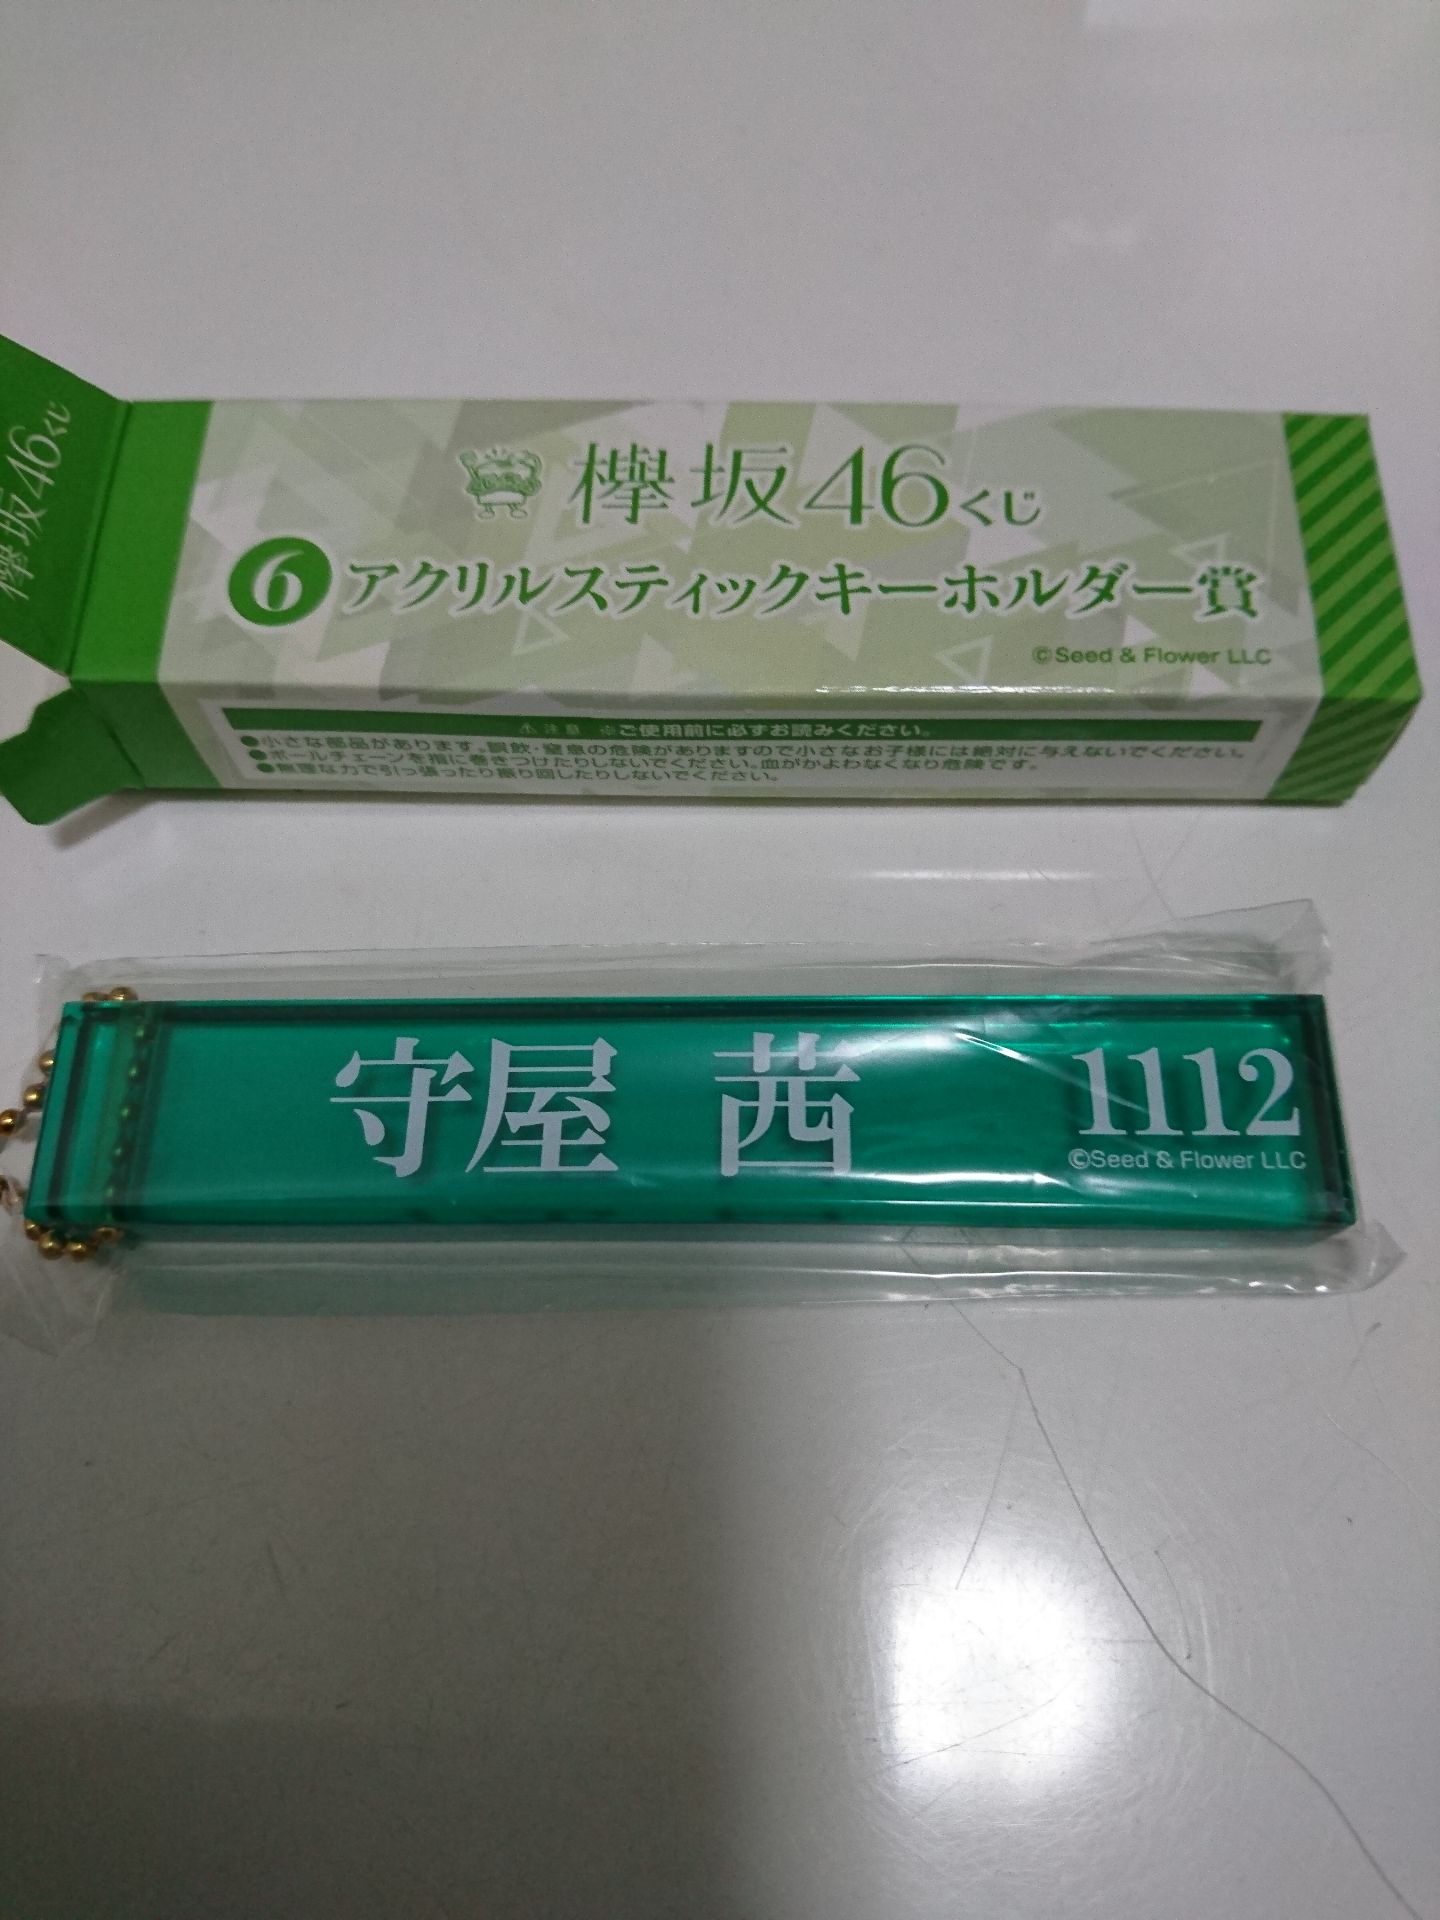 欅坂46くじ
欅坂46くじ
6 アクリルスティックキーホルダー賞
©Seed & Flower LLC
⚠注意 ※ご使用前に必ずお読みください。
●小さな部品があります。誤飲・窒息の危険がありますので小さなお子様には絶対に与えないでください。
●ボールチェーンを指に巻きつけたりしないでください。血がかよわなくなり危険です。
●無理な力で引っ張ったり振り回したりしないでください。
守屋 茜 1112
©Seed & Flower LLC